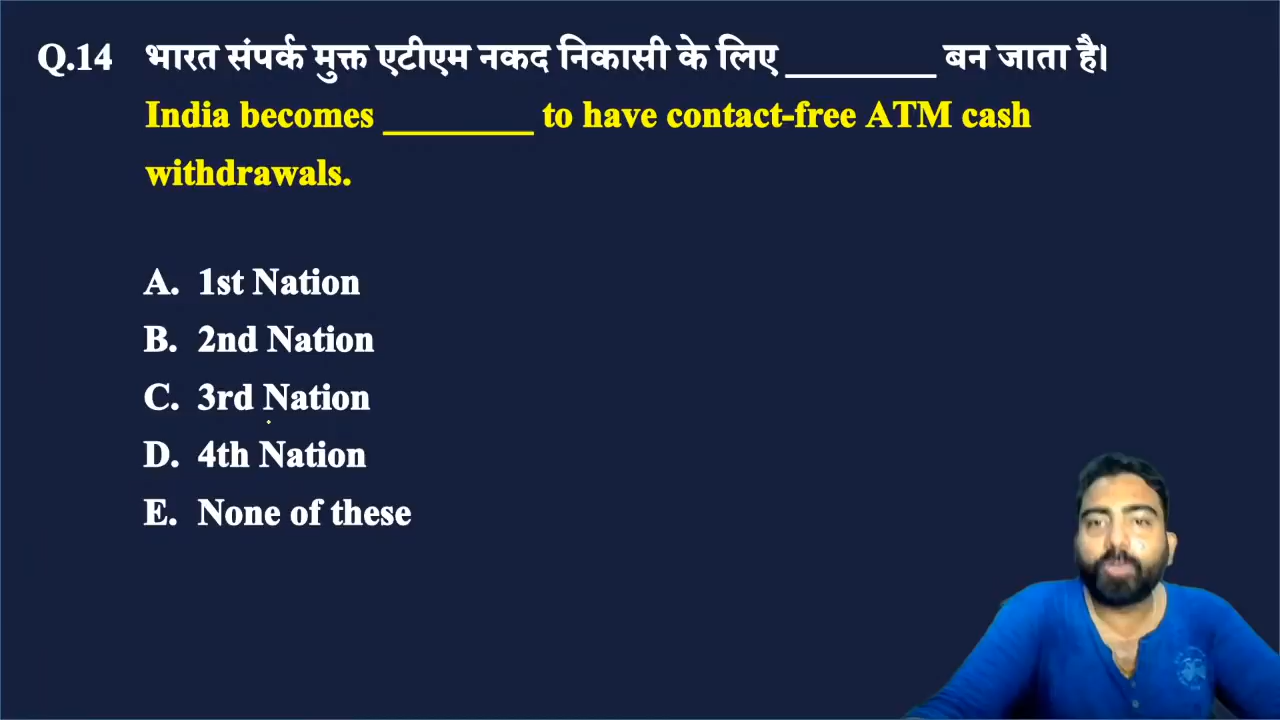 Q.14 भारत संपर्क मुक्त एटीएम नकद निकासी के लिए ________ बन जाता है।
India becomes ________ to have contact-free ATM cash
withdrawals.
A. 1st Nation
B. 2nd Nation
C. 3rd Nation
D. 4th Nation
E. None of these